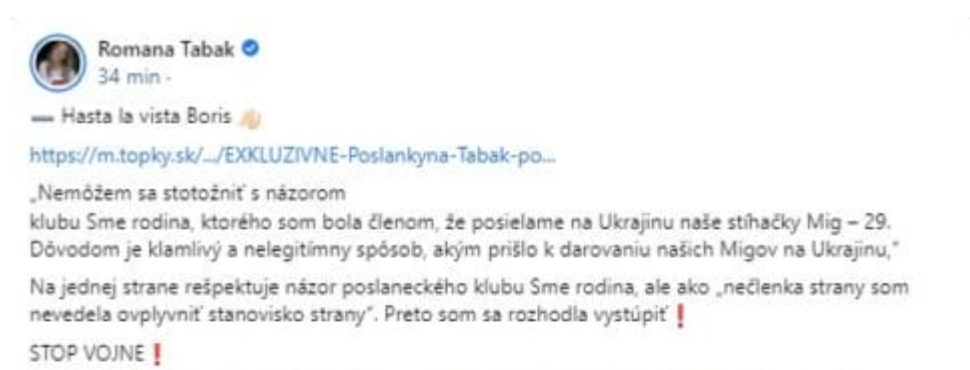 Romana Tabak
34 min ·
➖ Hasta la vista Boris 👋🏻
https://m.topky.sk/.../EXKLUZIVNE-Poslankyna-Tabak-po...
„Nemôžem sa stotožniť s názorom
klubu Sme rodina, ktorého som bola členom, že posielame na Ukrajinu naše stíhačky Mig – 29.
Dôvodom je klamlivý a nelegitímny spôsob, akým prišlo k darovaniu našich Migov na Ukrajinu,"
Na jednej strane rešpektuje názor poslaneckého klubu Sme rodina, ale ako „nečlenka strany som
nevedela ovplyvniť stanovisko strany". Preto som sa rozhodla vystúpiť❗
STOP VOJNE❗